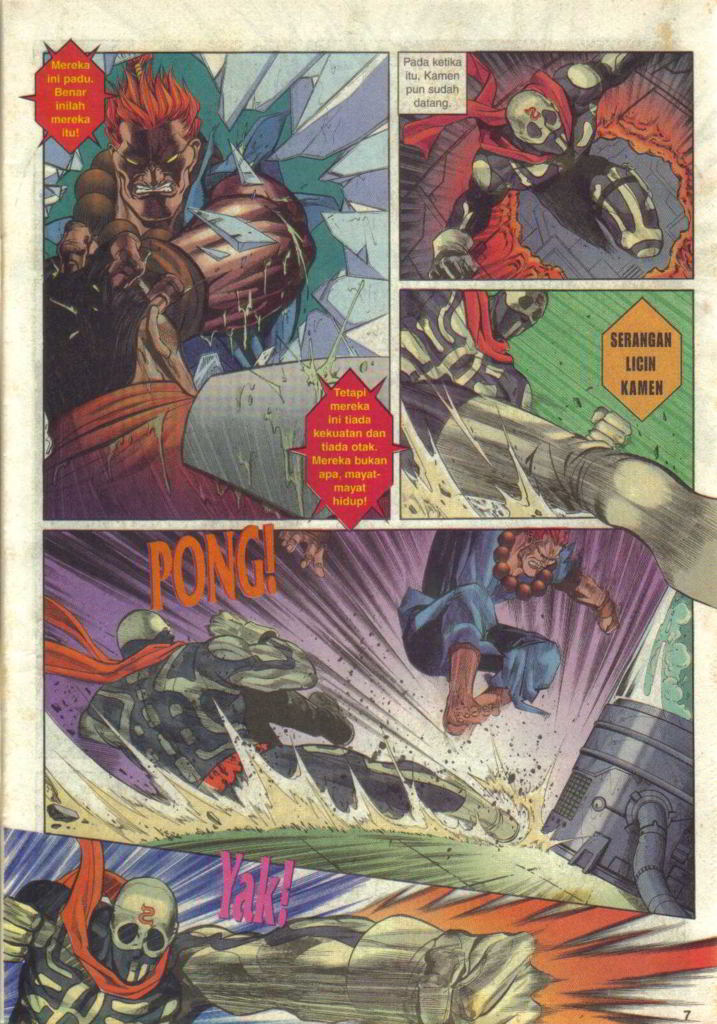 Mereka
ini padu.
Benar
inilah
mereka
itu!
Pada ketika
itu, Kamen
pun sudah
datang.
SERANGAN
LICIN
KAMEN
Tetapi
mereka
ini tiada
kekuatan dan
tiada otak.
Mereka bukan
apa, mayat-
mayat
hidup!
PONG!
Yak!
7